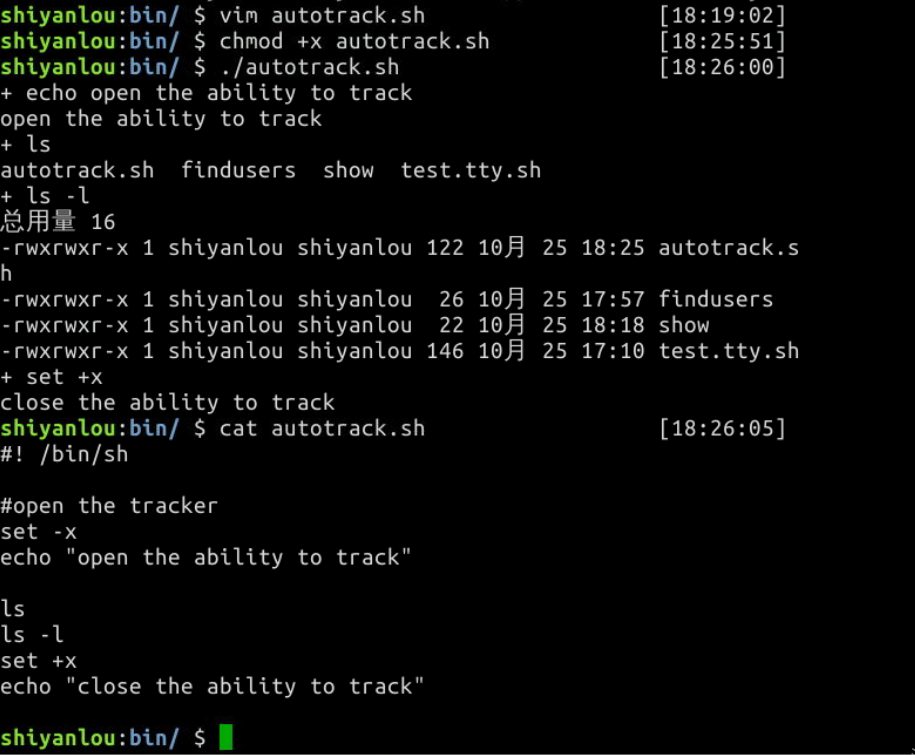 shiyanlou:bin/ $ vim autotrack.sh [18:19:02]
shiyanlou:bin/ $ chmod +x autotrack.sh [18:25:51]
shiyanlou:bin/ $ ./autotrack.sh [18:26:00]
+ echo open the ability to track
open the ability to track
+ ls
autotrack.sh  findusers  show  test.tty.sh
+ ls -l
总用量 16
-rwxrwxr-x 1 shiyanlou shiyanlou 122 10月 25 18:25 autotrack.s
h
-rwxrwxr-x 1 shiyanlou shiyanlou  26 10月 25 17:57 findusers
-rwxrwxr-x 1 shiyanlou shiyanlou  22 10月 25 18:18 show
-rwxrwxr-x 1 shiyanlou shiyanlou 146 10月 25 17:10 test.tty.sh
+ set +x
close the ability to track
shiyanlou:bin/ $ cat autotrack.sh [18:26:05]
#! /bin/sh
#open the tracker
set -x
echo "open the ability to track"
ls
ls -l
set +x
echo "close the ability to track"
shiyanlou:bin/ $